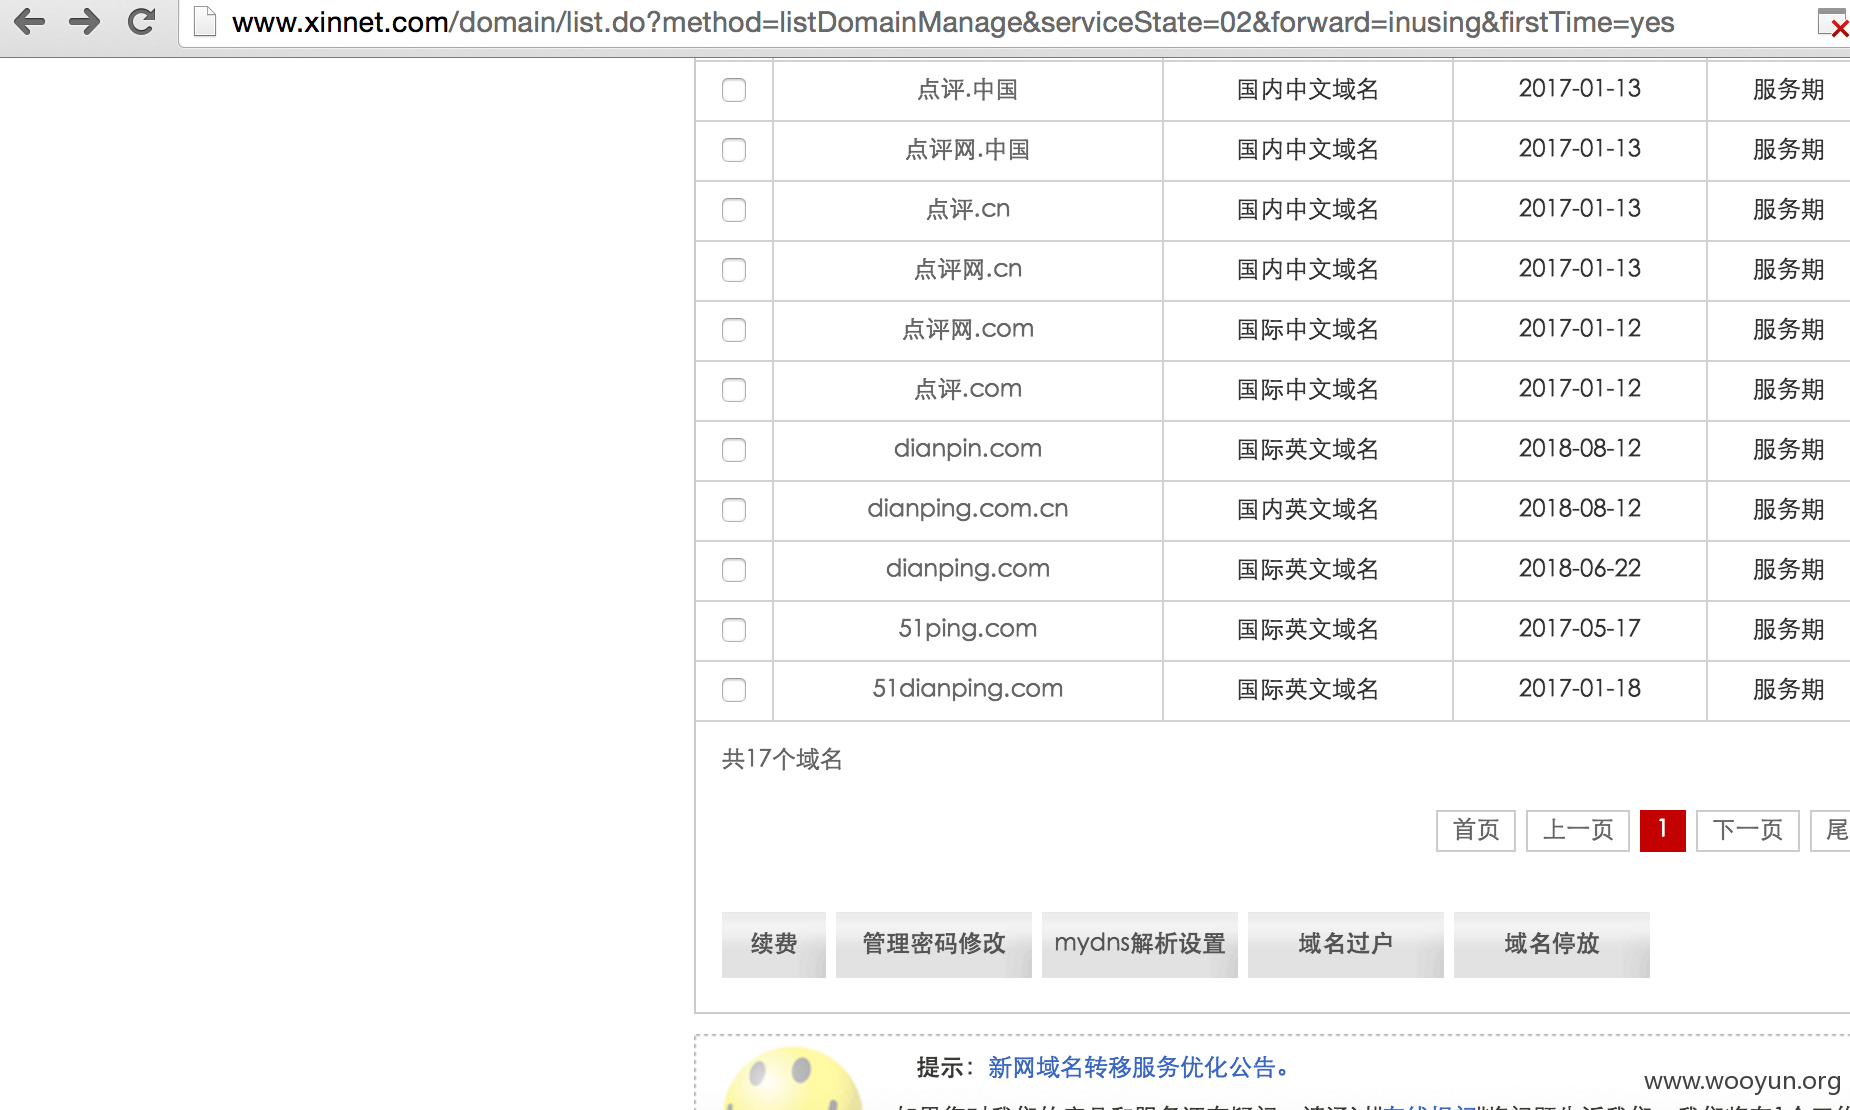 www.xinnet.com/domain/list.do?method=listDomainManage&serviceState=02&forward=inusing&firstTime=yes
点评.中国 国内中文域名 2017-01-13 服务期
点评网.中国 国内中文域名 2017-01-13 服务期
点评.cn 国内中文域名 2017-01-13 服务期
点评网.cn 国内中文域名 2017-01-13 服务期
点评网.com 国际中文域名 2017-01-12 服务期
点评.com 国际中文域名 2017-01-12 服务期
dianpin.com 国际英文域名 2018-08-12 服务期
dianping.com.cn 国内英文域名 2018-08-12 服务期
dianping.com 国际英文域名 2018-06-22 服务期
51ping.com 国际英文域名 2017-05-17 服务期
51dianping.com 国际英文域名 2017-01-18 服务期
共17个域名
首页 上一页 1 下一页 尾
续费 管理密码修改 mydns解析设置 域名过户 域名停放
提示：新网域名转移服务优化公告。
www.wooyun.org